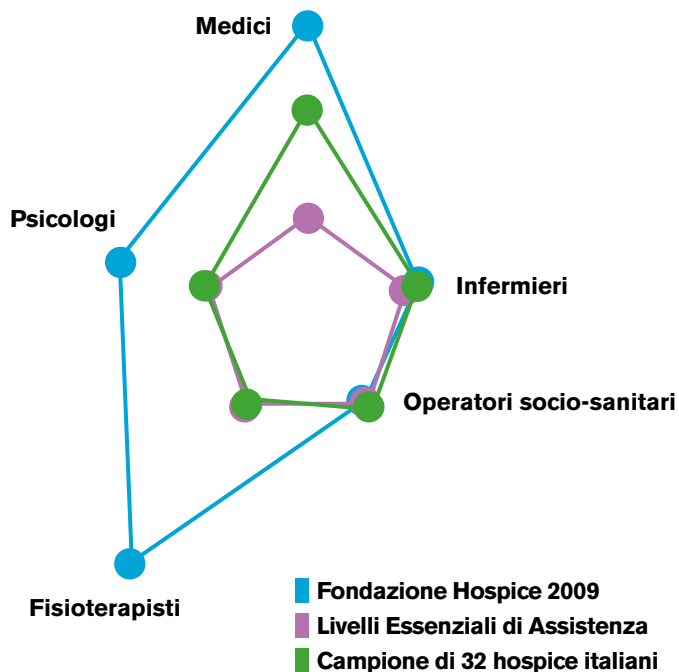 Medici
Psicologi
Infermieri
Operatori socio-sanitari
Fisioterapisti
Fondazione Hospice 2009
Livelli Essenziali di Assistenza
Campione di 32 hospice italiani